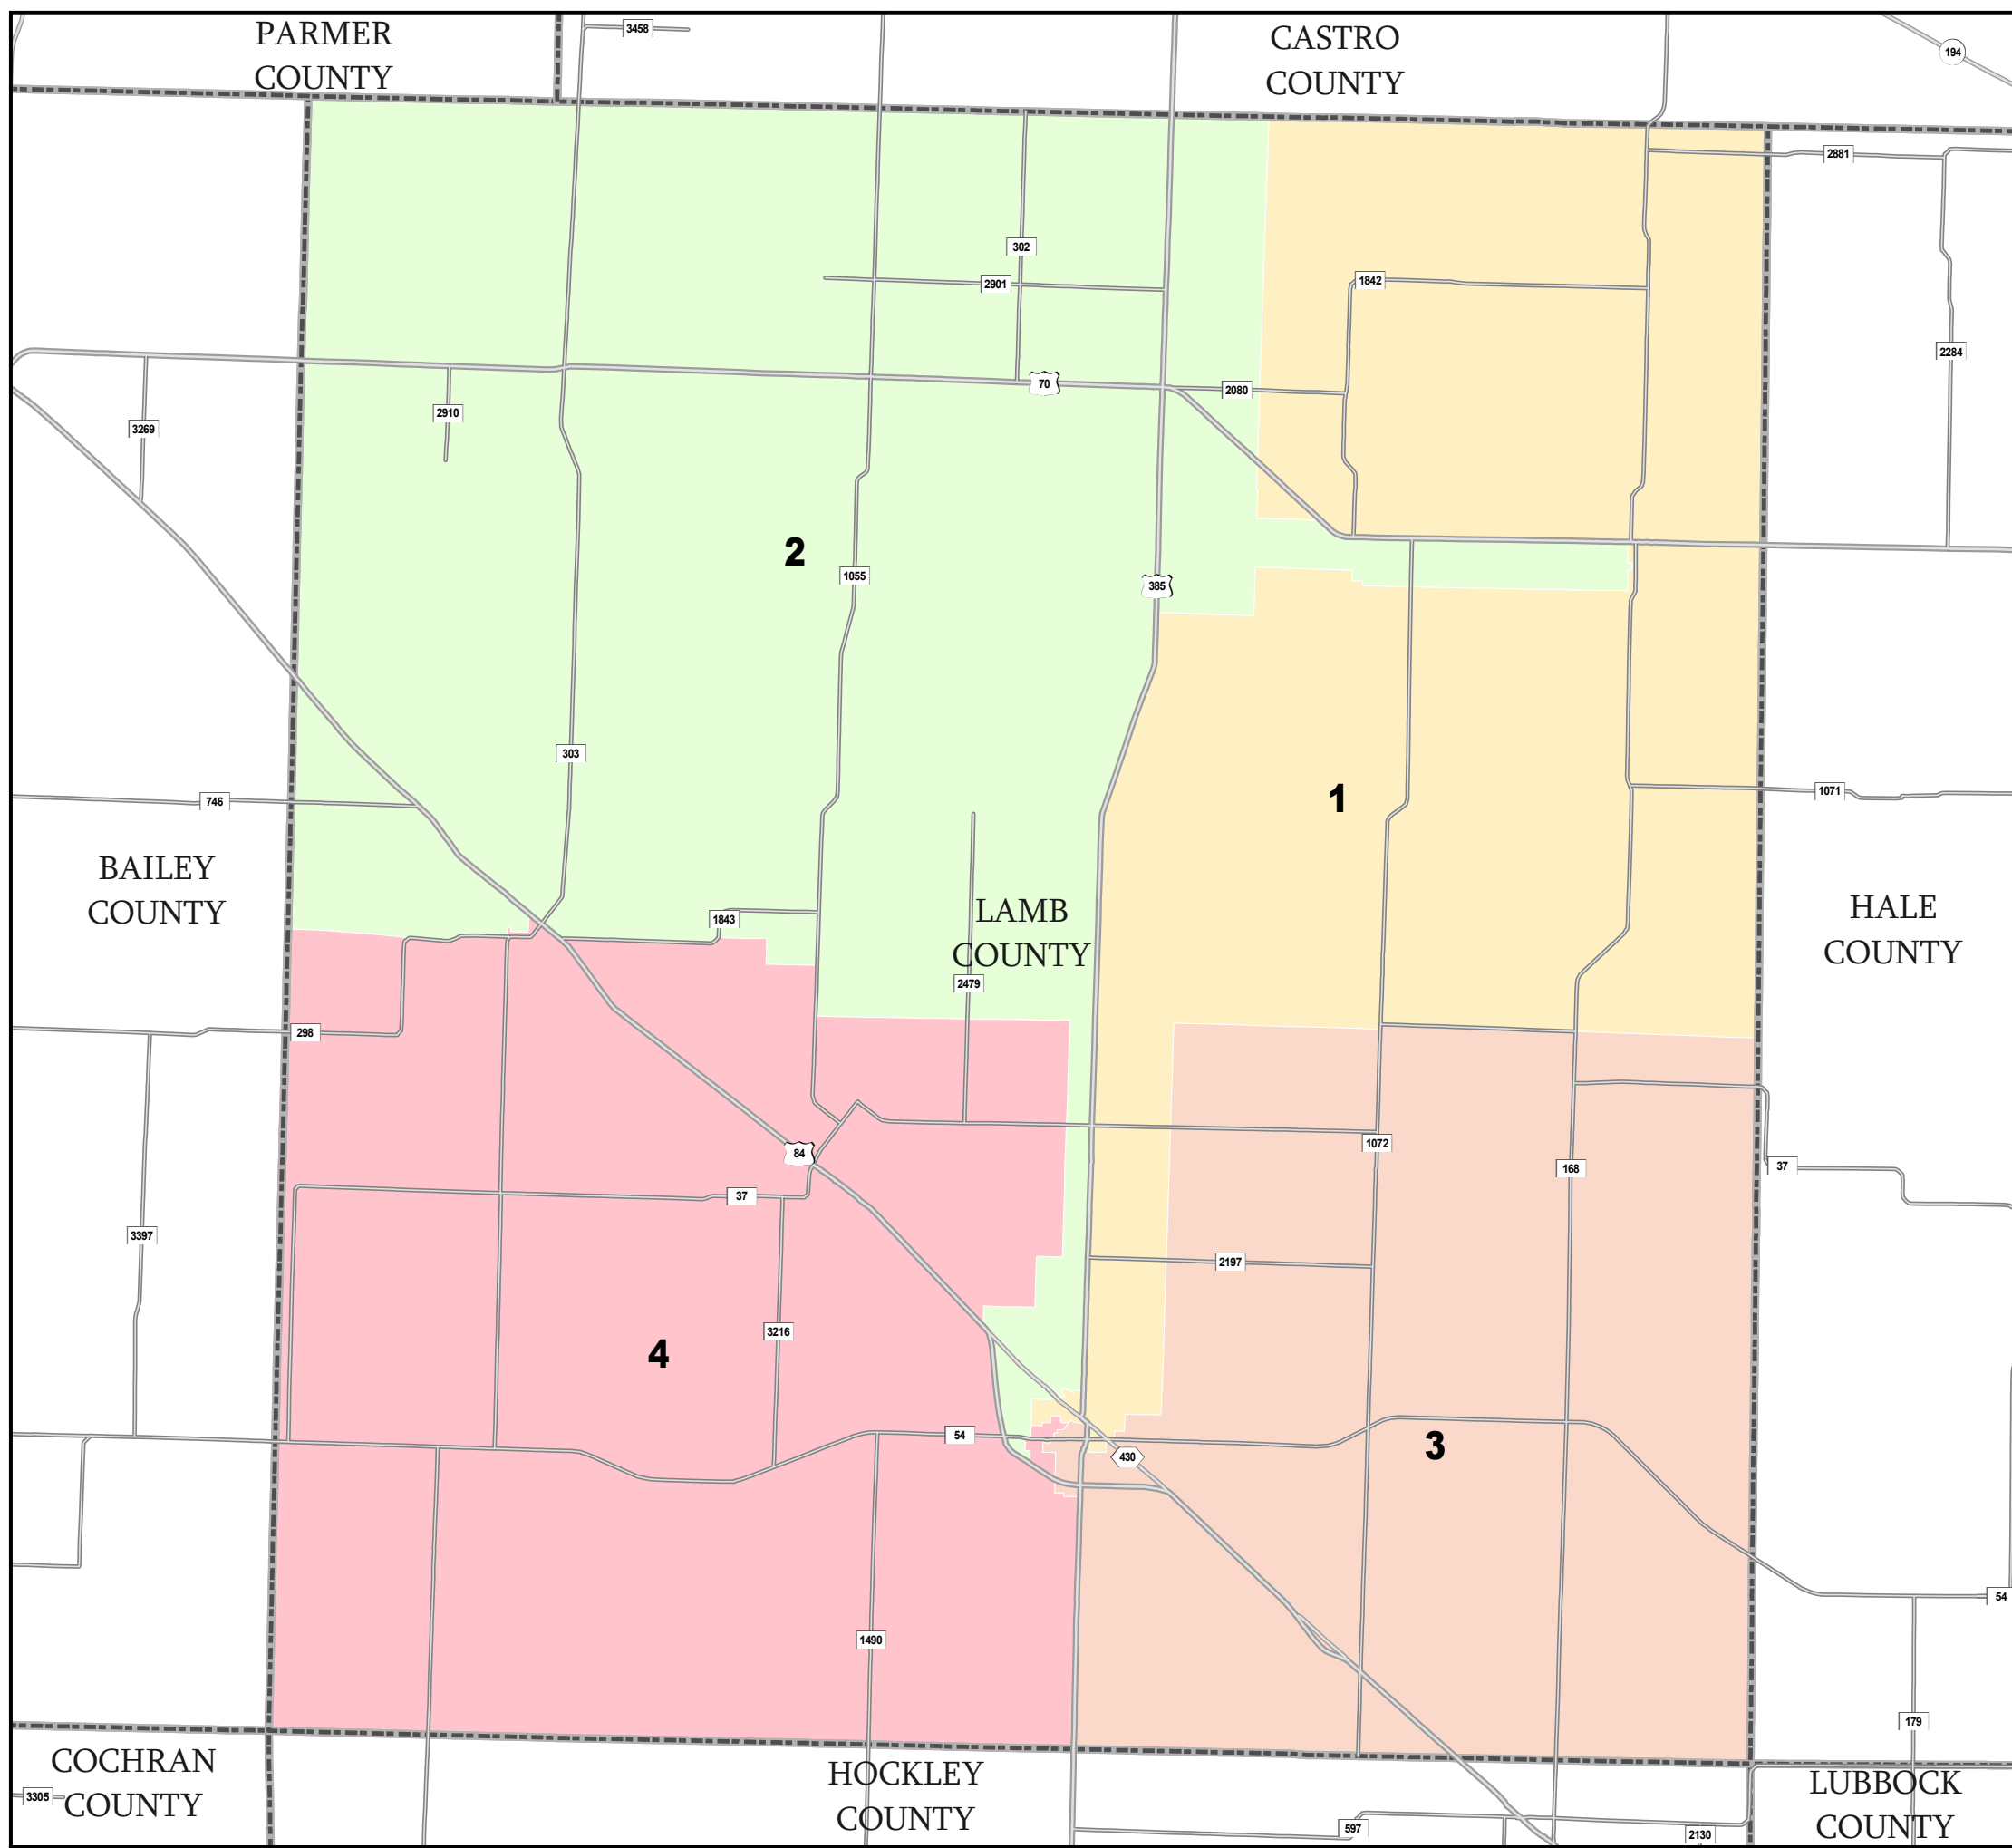 PARMER
COUNTY
3458
CASTRO
COUNTY
194
2881
302
2901
1842
2284
70
2080
2910
3269
2
1055
385
303
1
746
1071
BAILEY
COUNTY
1843
LAMB
COUNTY
HALE
COUNTY
2479
298
1072
84
168
37
37
3397
2197
3216
4
54
3
430
54
1490
179
COCHRAN
COUNTY
3305
HOCKLEY
COUNTY
LUBBOCK
COUNTY
597
2130